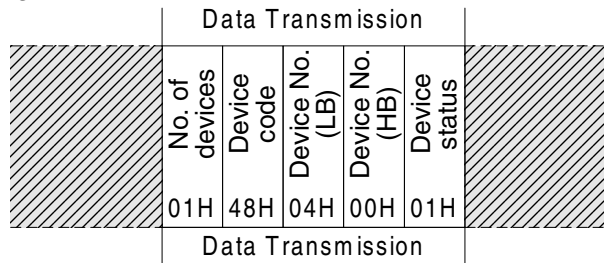 Data Transmission
No. of devices
Device code
Device No. (LB)
Device No. (HB)
Device status
01H 48H 04H 00H 01H
Data Transmission